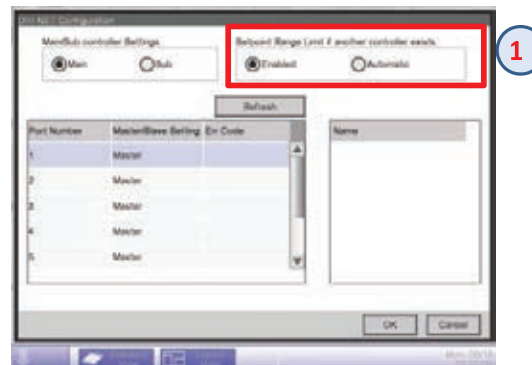 DIII-NET Configuration
Main/Sub controller Settings
Setpoint Range Limit if another controller exists.
Main
Sub
Enabled
Automatic
1
Refresh
Port Number
Master/Slave Setting
Err Code
Name
1
Master
2
Master
3
Master
4
Master
5
Master
OK
Cancel